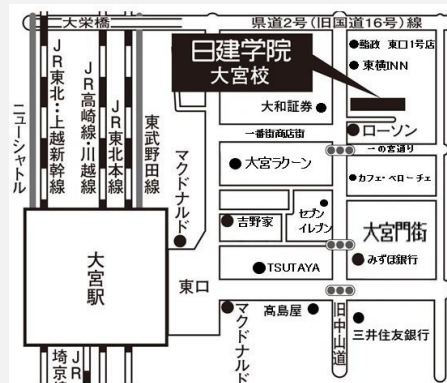 大栄橋
県道2号(旧国道16号)線
日建学院
大宮校
鮨政 東口1号店
東横INN
大和証券
ローソン
一番街商店街
一の宮通り
大宮ラクーン
カフェ・ベローチェ
吉野家
セブン
イレブン
大宮門街
みずほ銀行
TSUTAYA
高島屋
三井住友銀行
旧中山道
マクドナルド
マクドナルド
東口
大宮駅
ニューシャトル
JR東北・上越新幹線
JR高崎線・川越線
JR東北本線
東武野田線
埼京線
JR